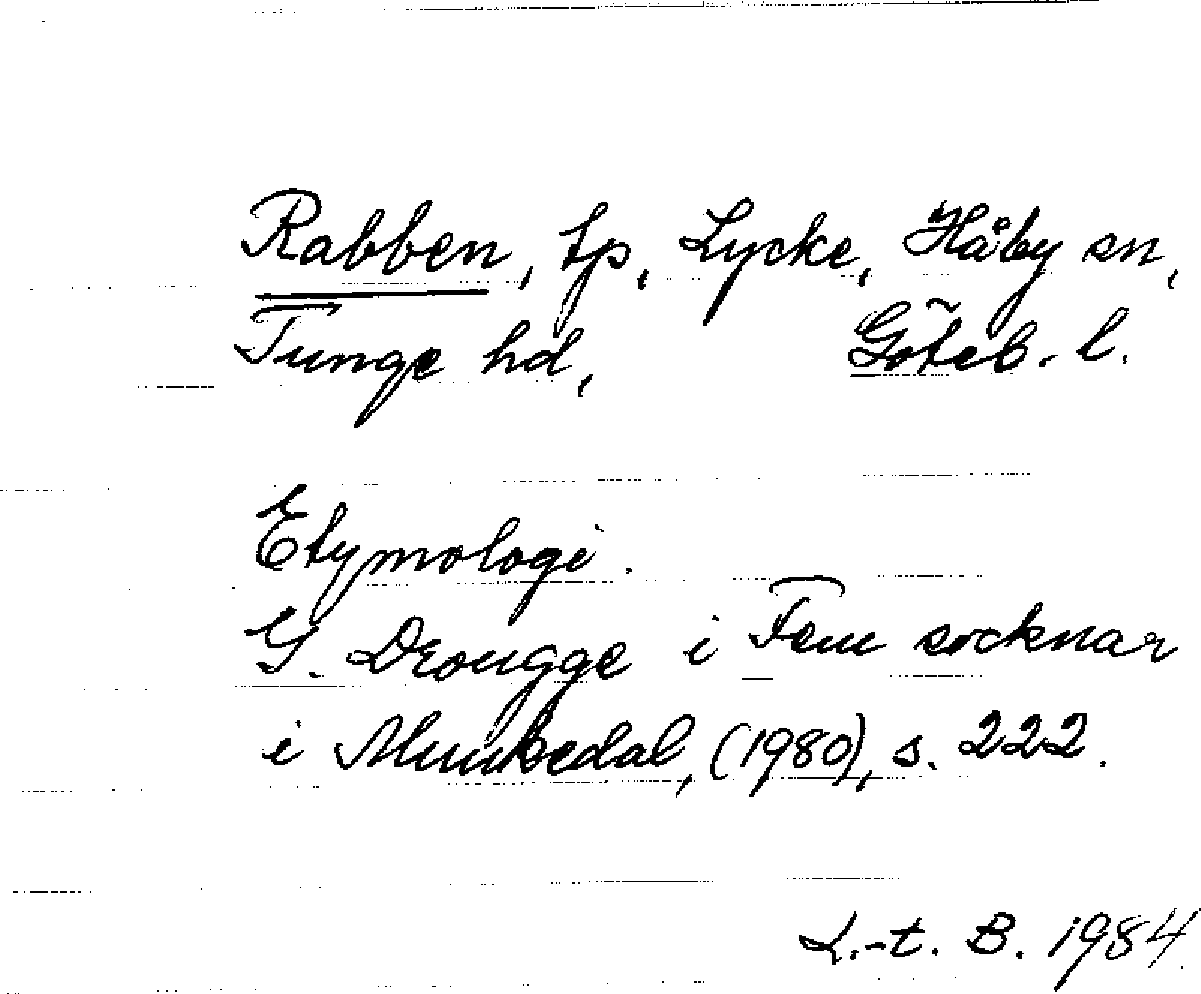 Rabben, tp, Lycke, Håby sn,
Tunge hd, Göteb. l.
Etymologi.
G. Drougge i Fem socknar
i Munkedal, (1980), s. 222.
L.-t. B. 1984